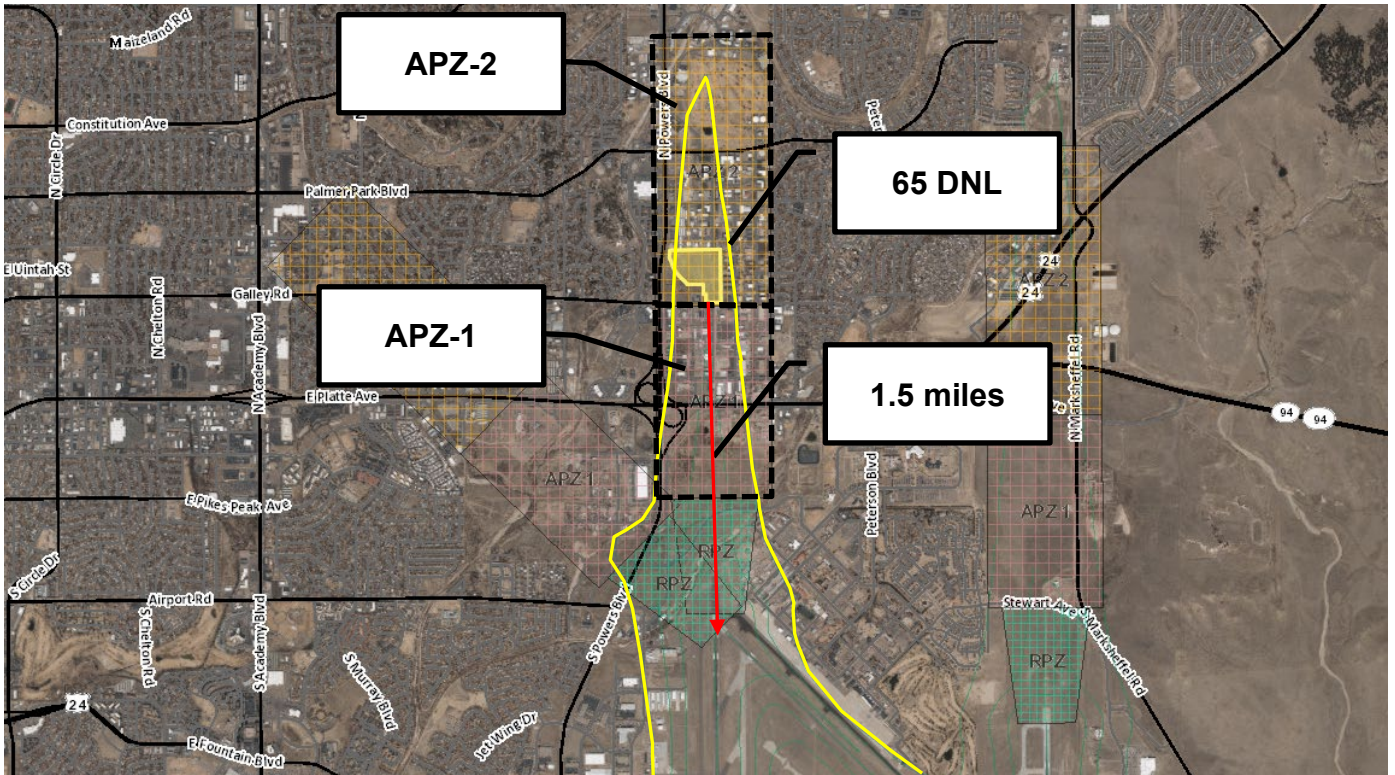 Maizeland Rd
APZ-2
N Powers Blvd
Constitution Ave
N Circle Dr
Peter
65 DNL
APZ 2
Palmer Park Blvd
E Uintah St
24
APZ 2
24
Galley Rd
N Chelton Rd
N Academy Blvd
APZ-1
1.5 miles
N Marksheffel Rd
E Platte Ave
APZ 1
ve
94
94
APZ 1
E Pikes Peak Ave
Peterson Blvd
APZ 1
RPZ
RPZ
S Circle Dr
Airport Rd
S Chelton Rd
S Academy Blvd
S Powers Blvd
Stewart Ave
S Marksheffel Rd
RPZ
S Murray Blvd
24
Jet Wing Dr
E Fountain Blvd